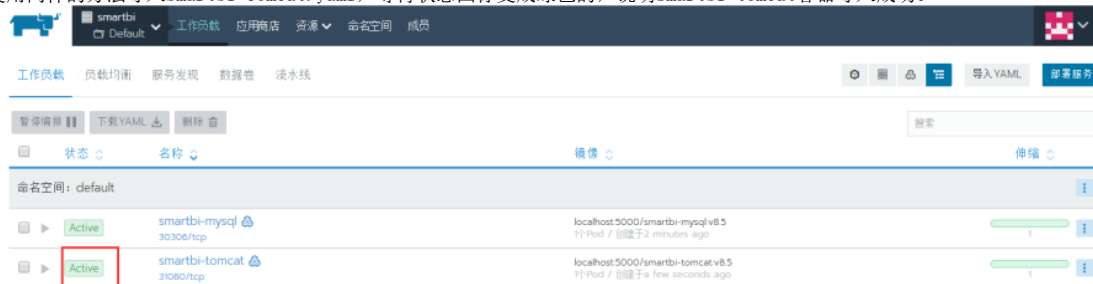 smartbi
Default
工作负载 应用商店 资源 命名空间 成员
工作负载 负载均衡 服务发现 数据卷 流水线
导入YAML 部署服务
暂停编排 下载YAML 删除 搜索
状态 名称 镜像 伸缩
命名空间: default
Active smartbi-mysql localhost:5000/smartbi-mysql:v8.5 1
30306/tcp 1个Pod / 创建于2 minutes ago
Active smartbi-tomcat localhost:5000/smartbi-tomcat:v8.5 1
31080/tcp 1个Pod / 创建于a few seconds ago